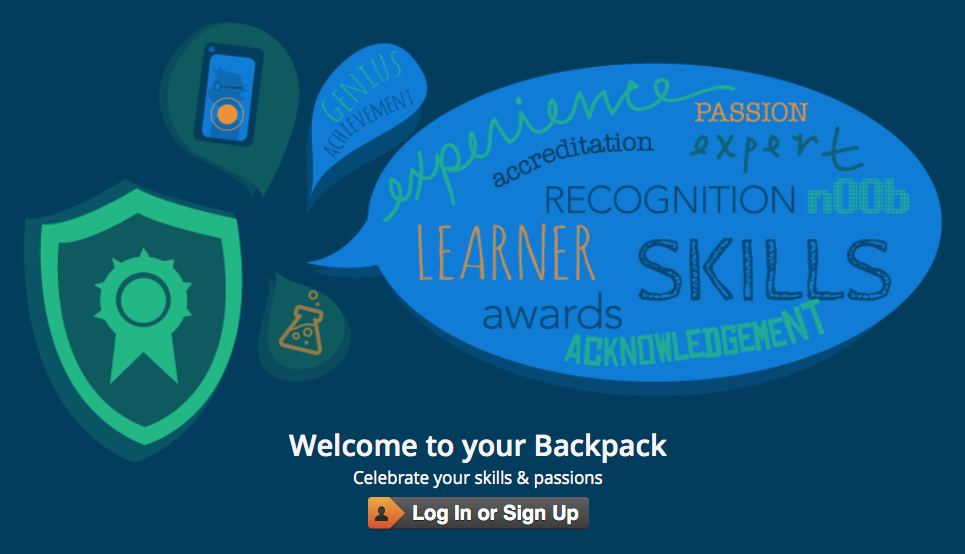 GENIUS
ACHIEVEMENT
experience
accreditation
PASSION
expert
RECOGNITION
n00b
LEARNER
SKILLS
awards
ACKNOWLEDGEMENT
Welcome to your Backpack
Celebrate your skills & passions
Log In or Sign Up